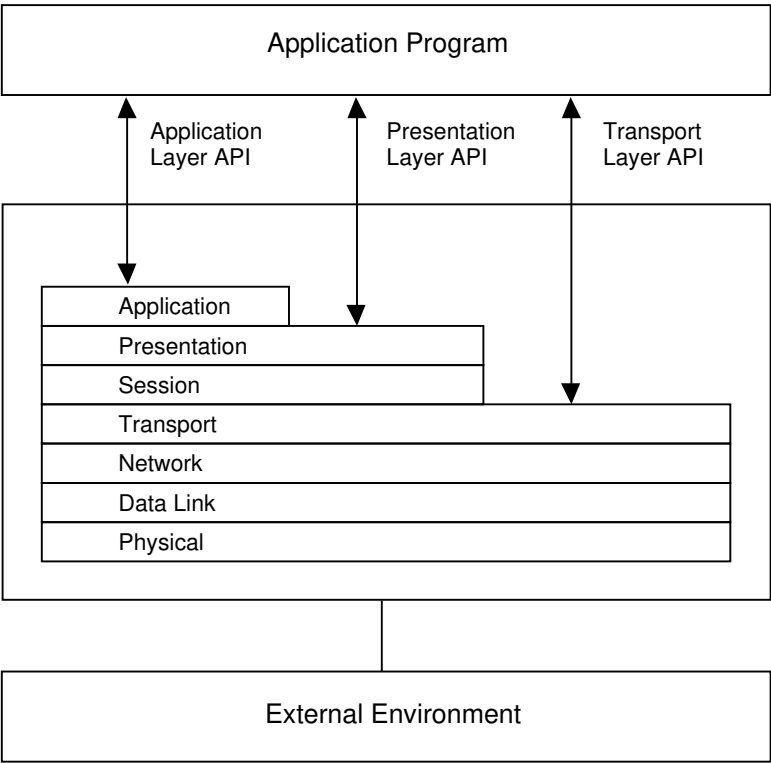 Application Program
Application
Layer API
Presentation
Layer API
Transport
Layer API
Application
Presentation
Session
Transport
Network
Data Link
Physical
External Environment